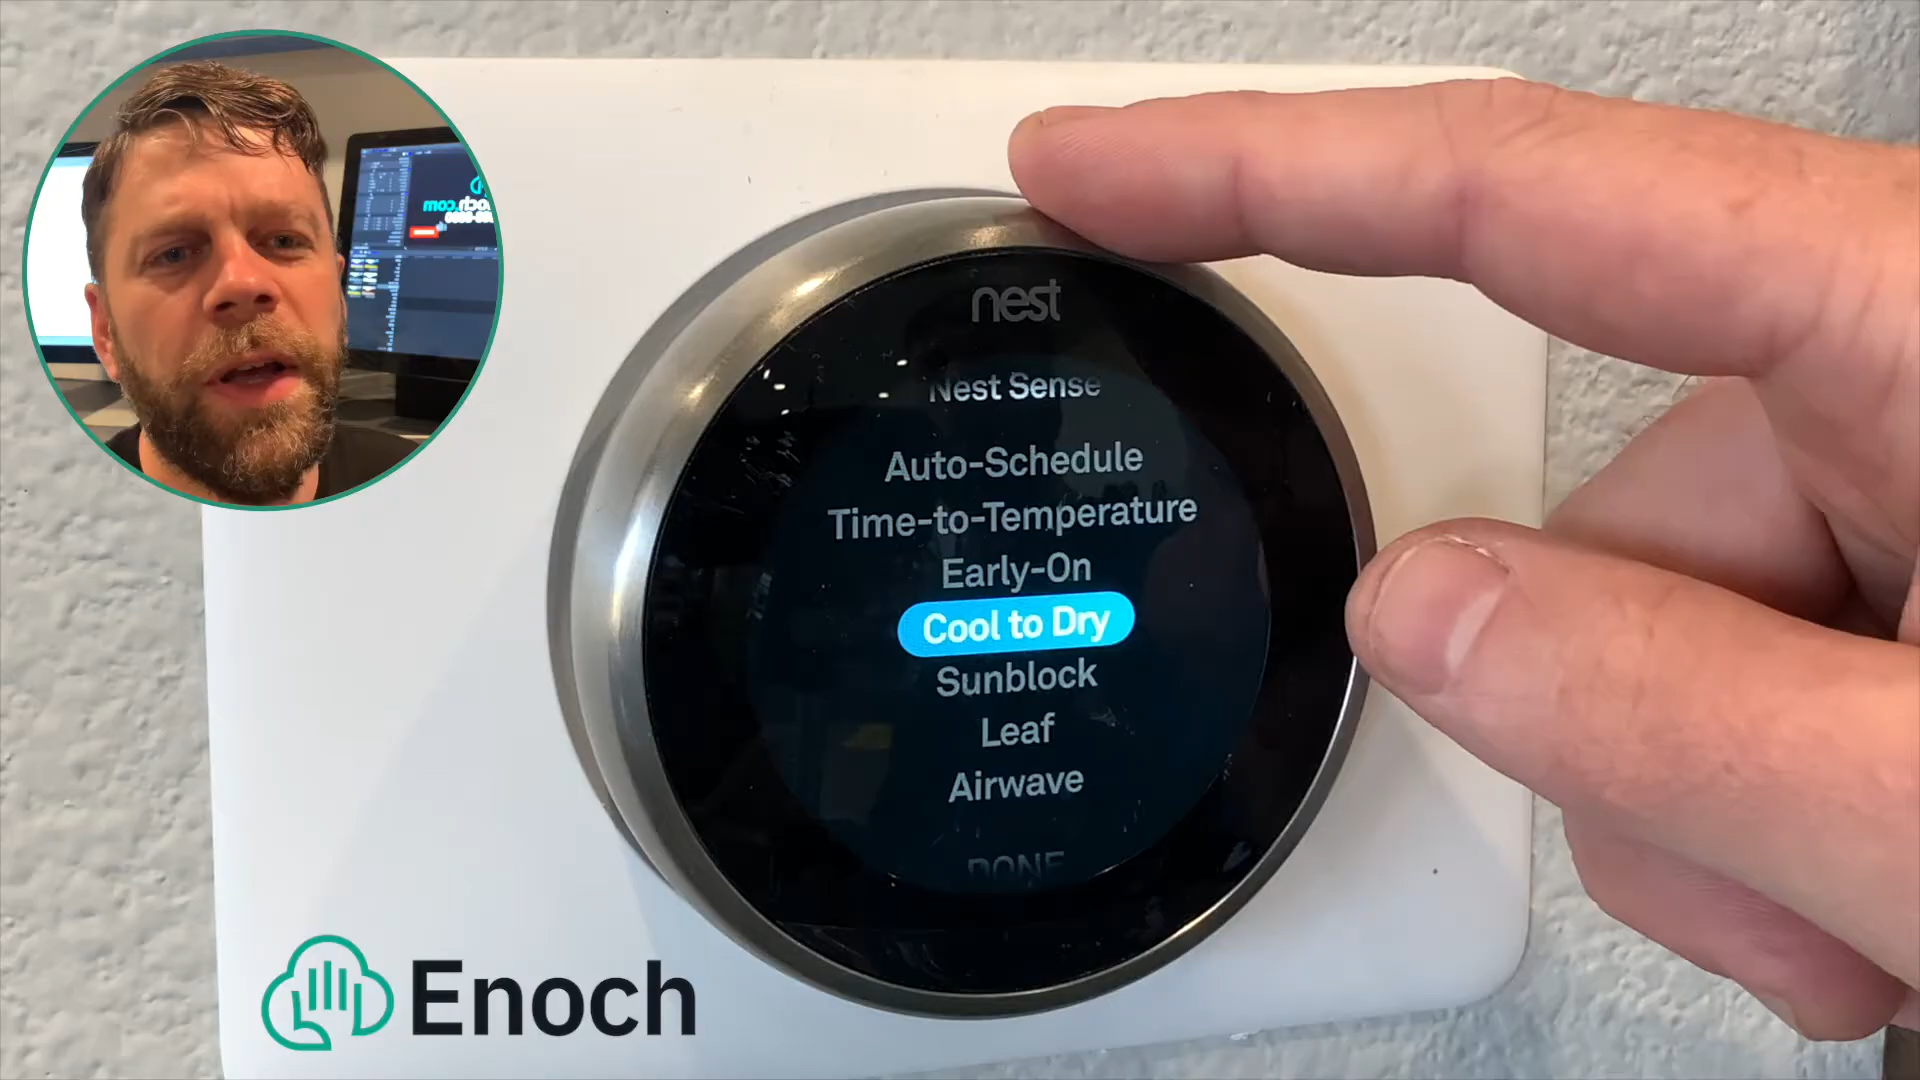 nest
Nest Sense
Auto-Schedule
Time-to-Temperature
Early-On
Cool to Dry
Sunblock
Leaf
Airwave
DONE
Enoch